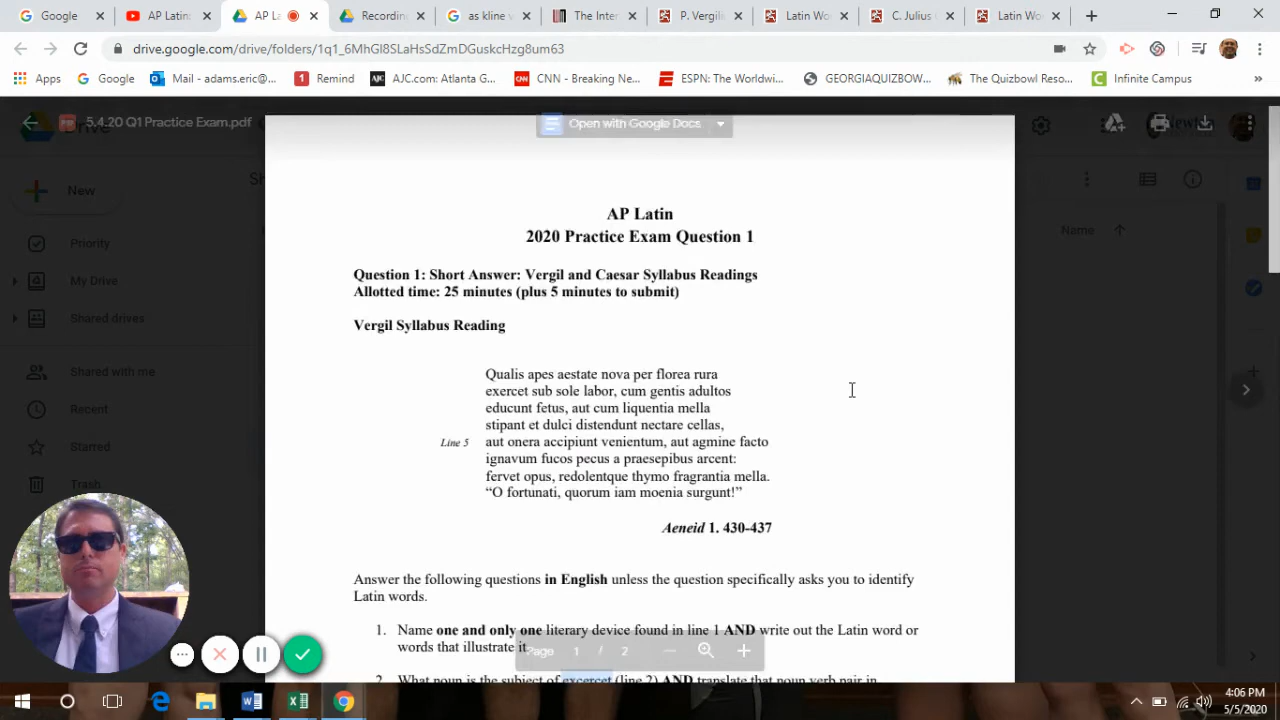 Google
AP Latin
AP La
Recording
as kline v
The Inter
P. Vergili
Latin Wo
C. Julius
Latin Wo
drive.google.com/drive/folders/1q1_6MhGl8SLaHsSdZmDGuskcHzg8um63
Apps
Google
Mail - adams.eric@...
Remind
AJC.com: Atlanta G...
CNN - Breaking Ne...
ESPN: The Worldwi...
GEORGIAQUIZBOW...
The Quizbowl Reso...
Infinite Campus
»
5.4.20 Q1 Practice Exam.pdf
Open with Google Docs
New
Priority
My Drive
Shared drives
Shared with me
Recent
Starred
Trash
Name
AP Latin
2020 Practice Exam Question 1
Question 1: Short Answer: Vergil and Caesar Syllabus Readings
Allotted time: 25 minutes (plus 5 minutes to submit)
Vergil Syllabus Reading
Qualis apes aestate nova per florea rura
exercet sub sole labor, cum gentis adultos
educunt fetus, aut cum liquentia mella
stipant et dulci distendunt nectare cellas,
Line 5 aut onera accipiunt venientum, aut agmine facto
ignavum fucos pecus a praesepibus arcent:
fervet opus, redolentque thymo fragrantia mella.
“O fortunati, quorum iam moenia surgunt!”
Aeneid 1. 430-437
Answer the following questions in English unless the question specifically asks you to identify
Latin words.
1. Name one and only one literary device found in line 1 AND write out the Latin word or
words that illustrate it.
Page 1 / 2
2. What noun is the subject of excercet (line 2) AND translate that noun verb pair in
4:06 PM
5/5/2020